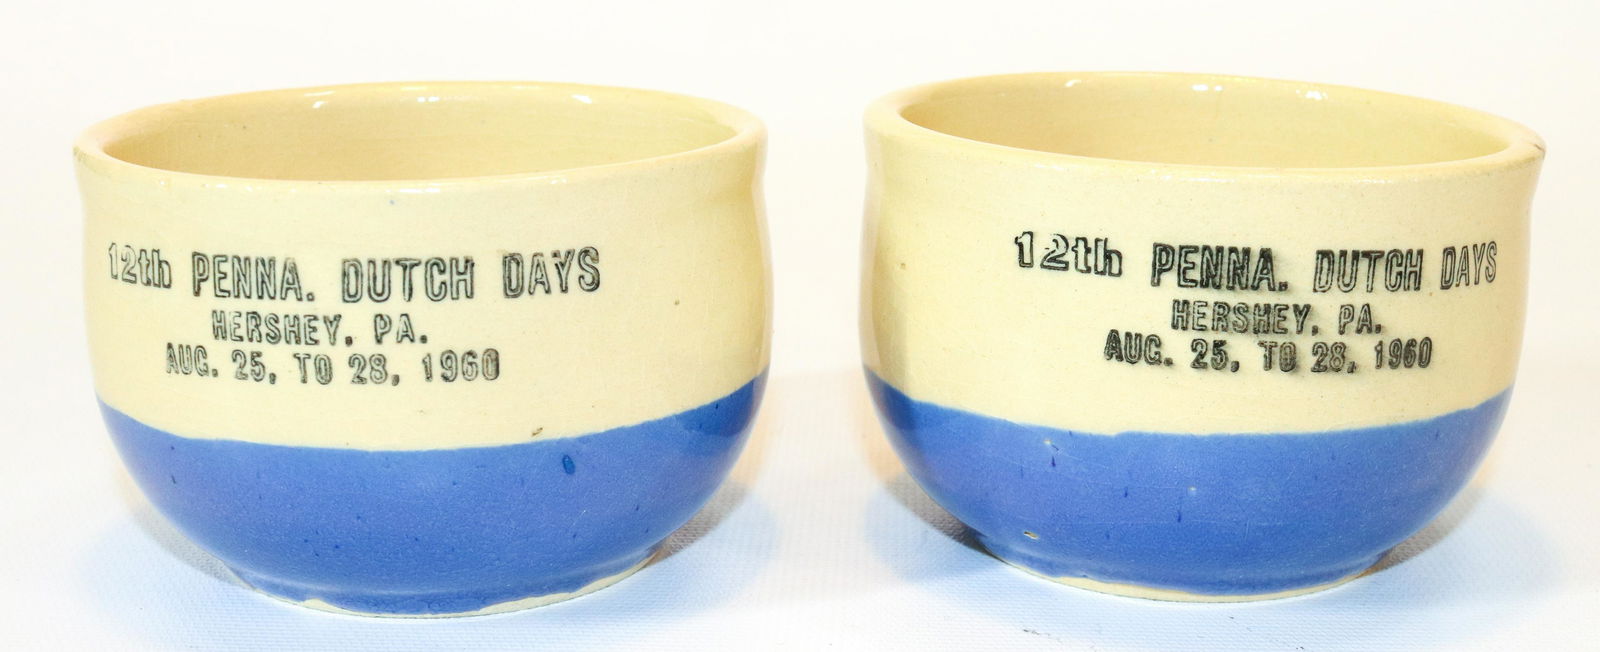 12th PENNA. DUTCH DAYS
HERSHEY, PA.
AUG. 25, TO 28, 1960
12th PENNA. DUTCH DAYS
HERSHEY, PA.
AUG. 25, TO 28, 1960